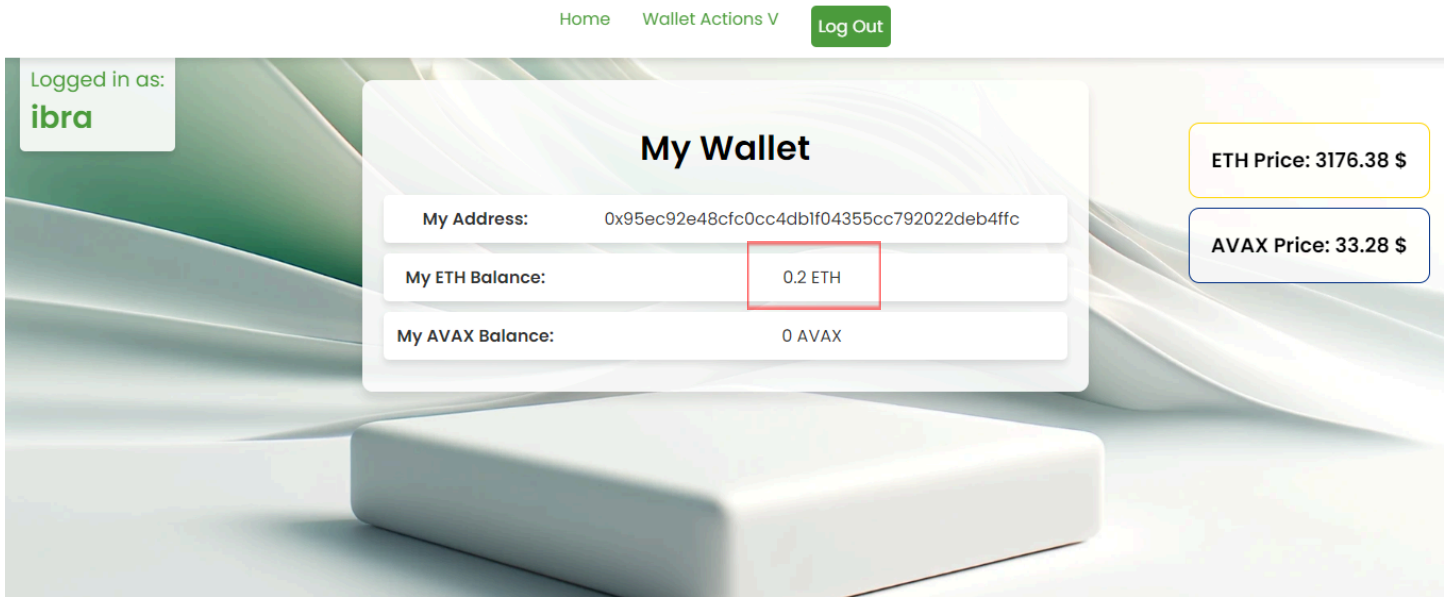 Home Wallet Actions V Log Out
Logged in as:
ibra
My Wallet
My Address: 0x95ec92e48cfc0cc4db1f04355cc792022deb4ffc
My ETH Balance: 0.2 ETH
My AVAX Balance: 0 AVAX
ETH Price: 3176.38 $
AVAX Price: 33.28 $